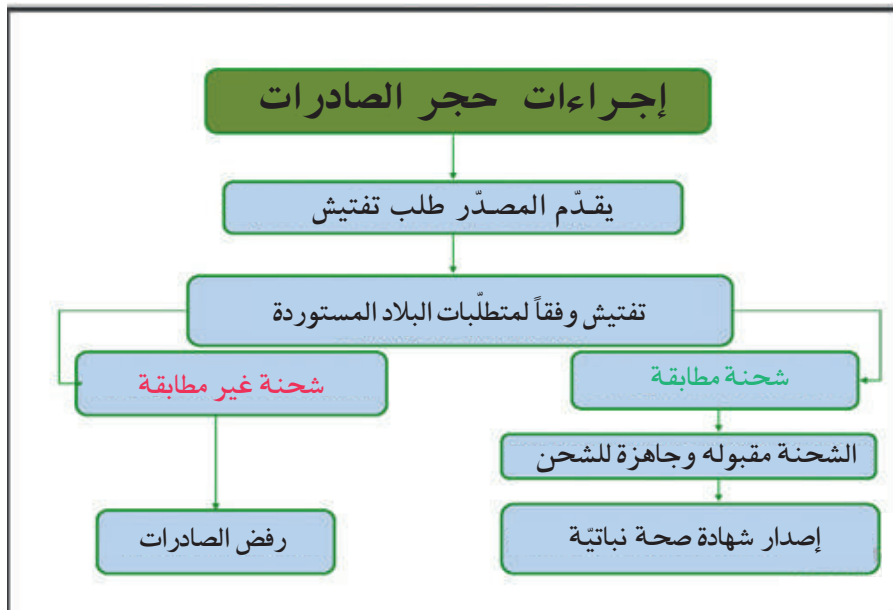 إجراءات حجر الصادرات
يقدّم المصدّر طلب تفتيش
تفتيش وفقاً لمتطلّبات البلاد المستوردة
شحنة مطابقة
شحنة غير مطابقة
الشحنة مقبوله وجاهزة للشحن
إصدار شهادة صحة نباتيّة
رفض الصادرات